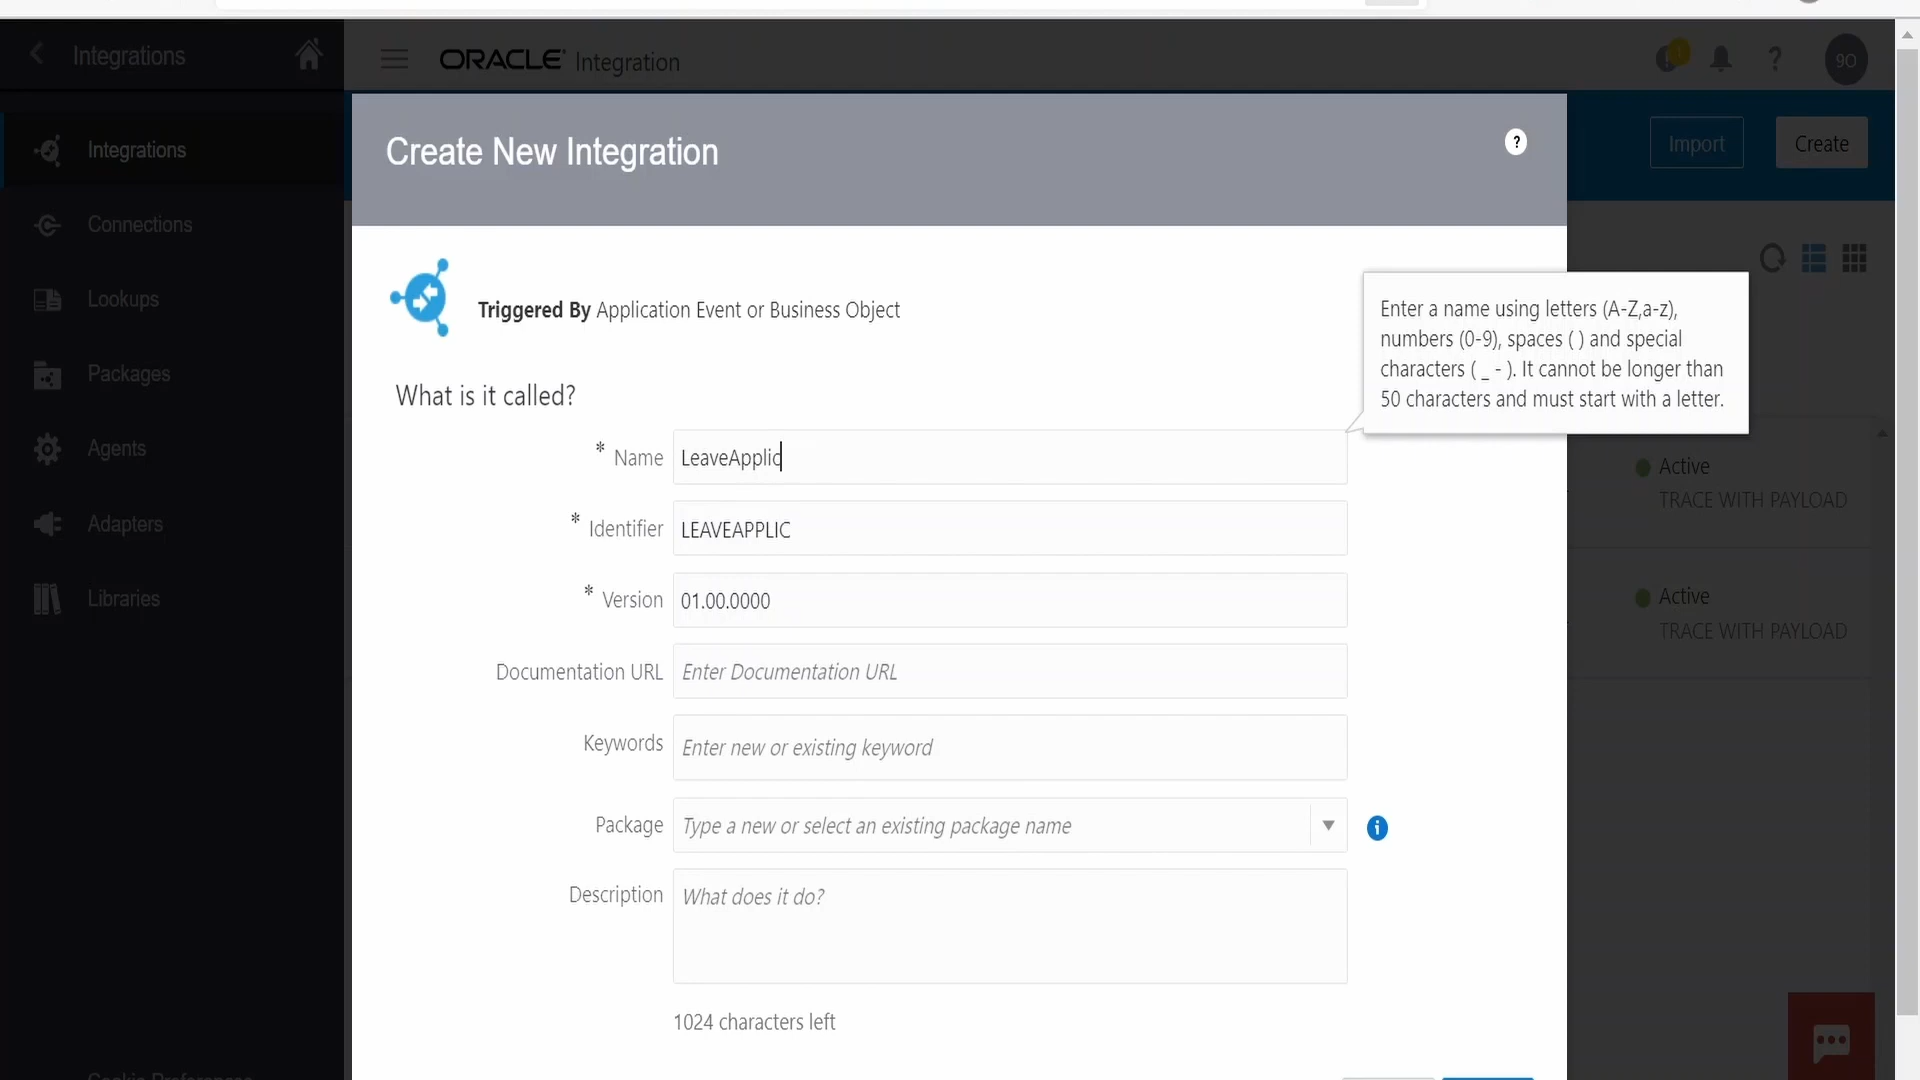 Integrations
ORACLE Integration
90
Integrations
Connections
Lookups
Packages
Agents
Adapters
Libraries
Import
Create
Create New Integration
?
Triggered By Application Event or Business Object
Enter a name using letters (A-Z,a-z),
numbers (0-9), spaces ( ) and special
characters ( _ - ). It cannot be longer than
50 characters and must start with a letter.
What is it called?
* Name LeaveApplic
* Identifier LEAVEAPPLIC
* Version 01.00.0000
Documentation URL Enter Documentation URL
Keywords Enter new or existing keyword
Package Type a new or select an existing package name
Description What does it do?
1024 characters left
Active
TRACE WITH PAYLOAD
Active
TRACE WITH PAYLOAD